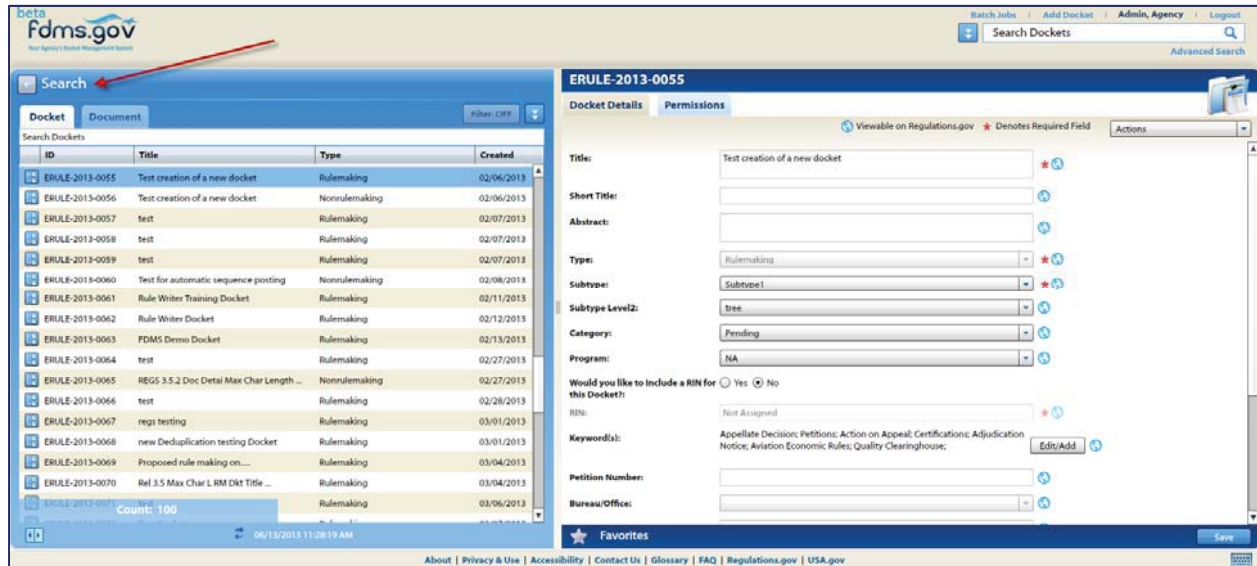 beta
fdms.gov
Your Agency's Docket Management System
Batch Jobs | Add Docket | Admin, Agency | Logout
Search Dockets
Advanced Search
Search
Docket Document Filter: OFF
Search Dockets
ID Title Type Created
ERULE-2013-0055 Test creation of a new docket Rulemaking 02/06/2013
ERULE-2013-0056 Test creation of a new docket Nonrulemaking 02/06/2013
ERULE-2013-0057 test Rulemaking 02/07/2013
ERULE-2013-0058 test Rulemaking 02/07/2013
ERULE-2013-0059 test Rulemaking 02/07/2013
ERULE-2013-0060 Test for automatic sequence posting Nonrulemaking 02/08/2013
ERULE-2013-0061 Rule Writer Training Docket Rulemaking 02/11/2013
ERULE-2013-0062 Rule Writer Docket Rulemaking 02/12/2013
ERULE-2013-0063 FDMS Demo Docket Rulemaking 02/13/2013
ERULE-2013-0064 test Rulemaking 02/27/2013
ERULE-2013-0065 REGS 3.5.2 Doc Detai Max Char Length ... Nonrulemaking 02/27/2013
ERULE-2013-0066 test Rulemaking 02/28/2013
ERULE-2013-0067 regs testing Rulemaking 03/01/2013
ERULE-2013-0068 new Deduplication testing Docket Rulemaking 03/01/2013
ERULE-2013-0069 Proposed rule making on..... Rulemaking 03/04/2013
ERULE-2013-0070 Rel 3.5 Max Char L RM Dkt Title ... Rulemaking 03/04/2013
ERULE-2013-0071 test Rulemaking 03/06/2013
Count: 100
06/13/2013 11:28:19 AM
ERULE-2013-0055
Docket Details Permissions
Viewable on Regulations.gov * Denotes Required Field Actions
Title: Test creation of a new docket *
Short Title:
Abstract:
Type: Rulemaking *
Subtype: Subtype1 *
Subtype Level2: tree
Category: Pending
Program: NA
Would you like to Include a RIN for Yes No
this Docket?:
RIN: Not Assigned *
Keyword(s): Appellate Decision; Petitions; Action on Appeal; Certifications; Adjudication
Notice; Aviation Economic Rules; Quality Clearinghouse; Edit/Add
Petition Number:
Bureau/Office:
Favorites Save
About | Privacy & Use | Accessibility | Contact Us | Glossary | FAQ | Regulations.gov | USA.gov